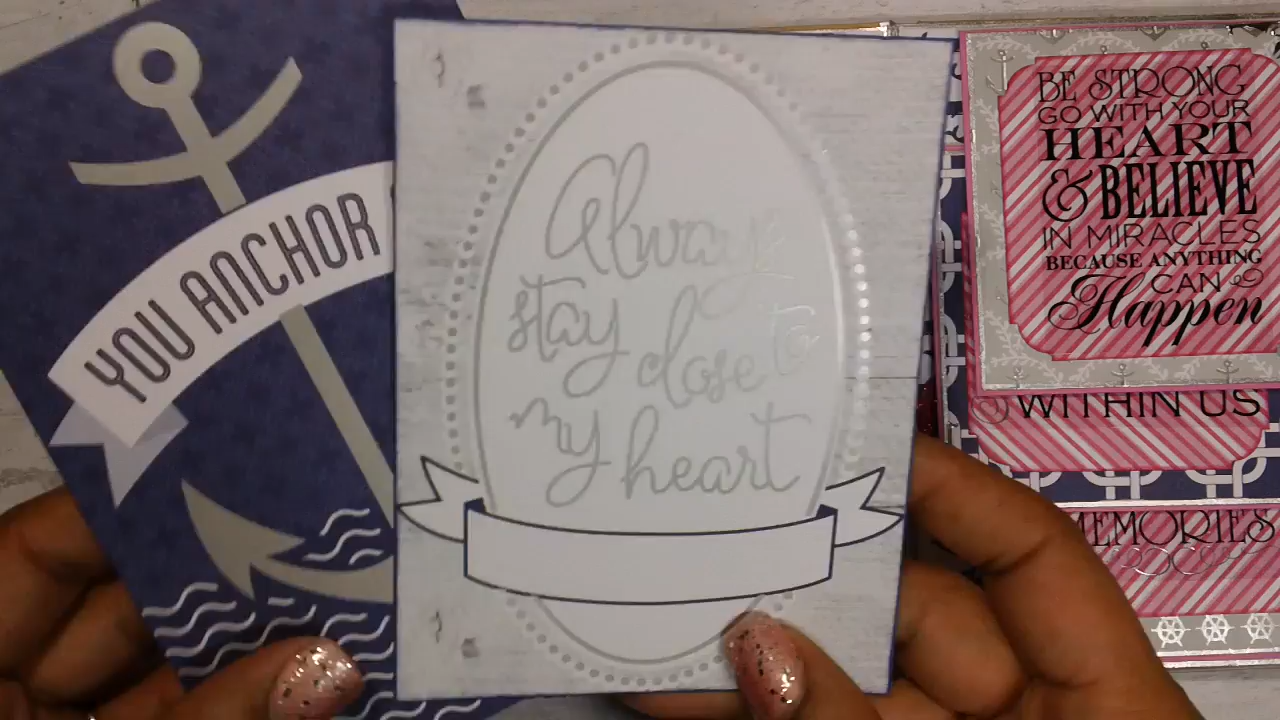 YOU ANCHOR
Always
stay close to
my heart
BE STRONG
GO WITH YOUR
HEART
& BELIEVE
IN MIRACLES
BECAUSE ANYTHING
CAN
Happen
WITHIN US
MEMORIES